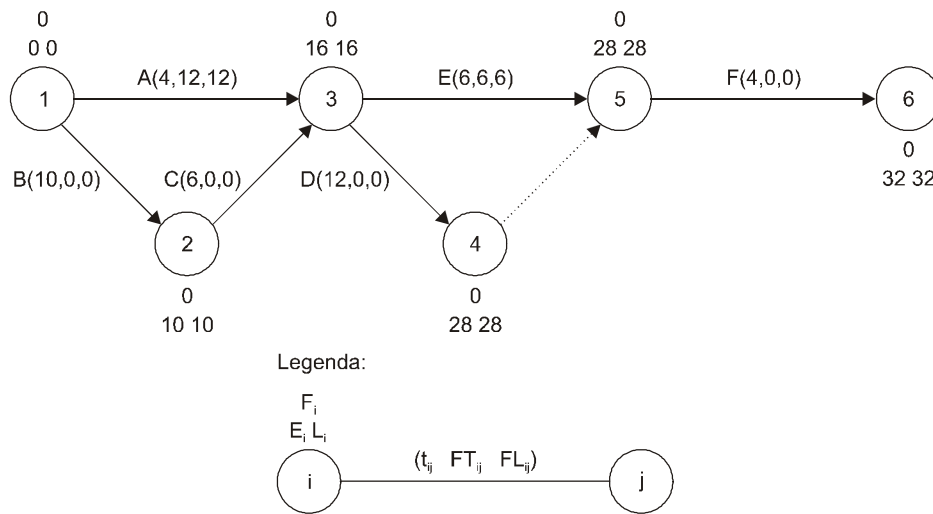 0
0 0
1
A(4,12,12)
0
16 16
3
E(6,6,6)
0
28 28
5
F(4,0,0)
6
0
32 32
B(10,0,0)
C(6,0,0)
D(12,0,0)
2
0
10 10
4
0
28 28
Legenda:
Fi
Ei Li
i
(tij FTij FLij)
j